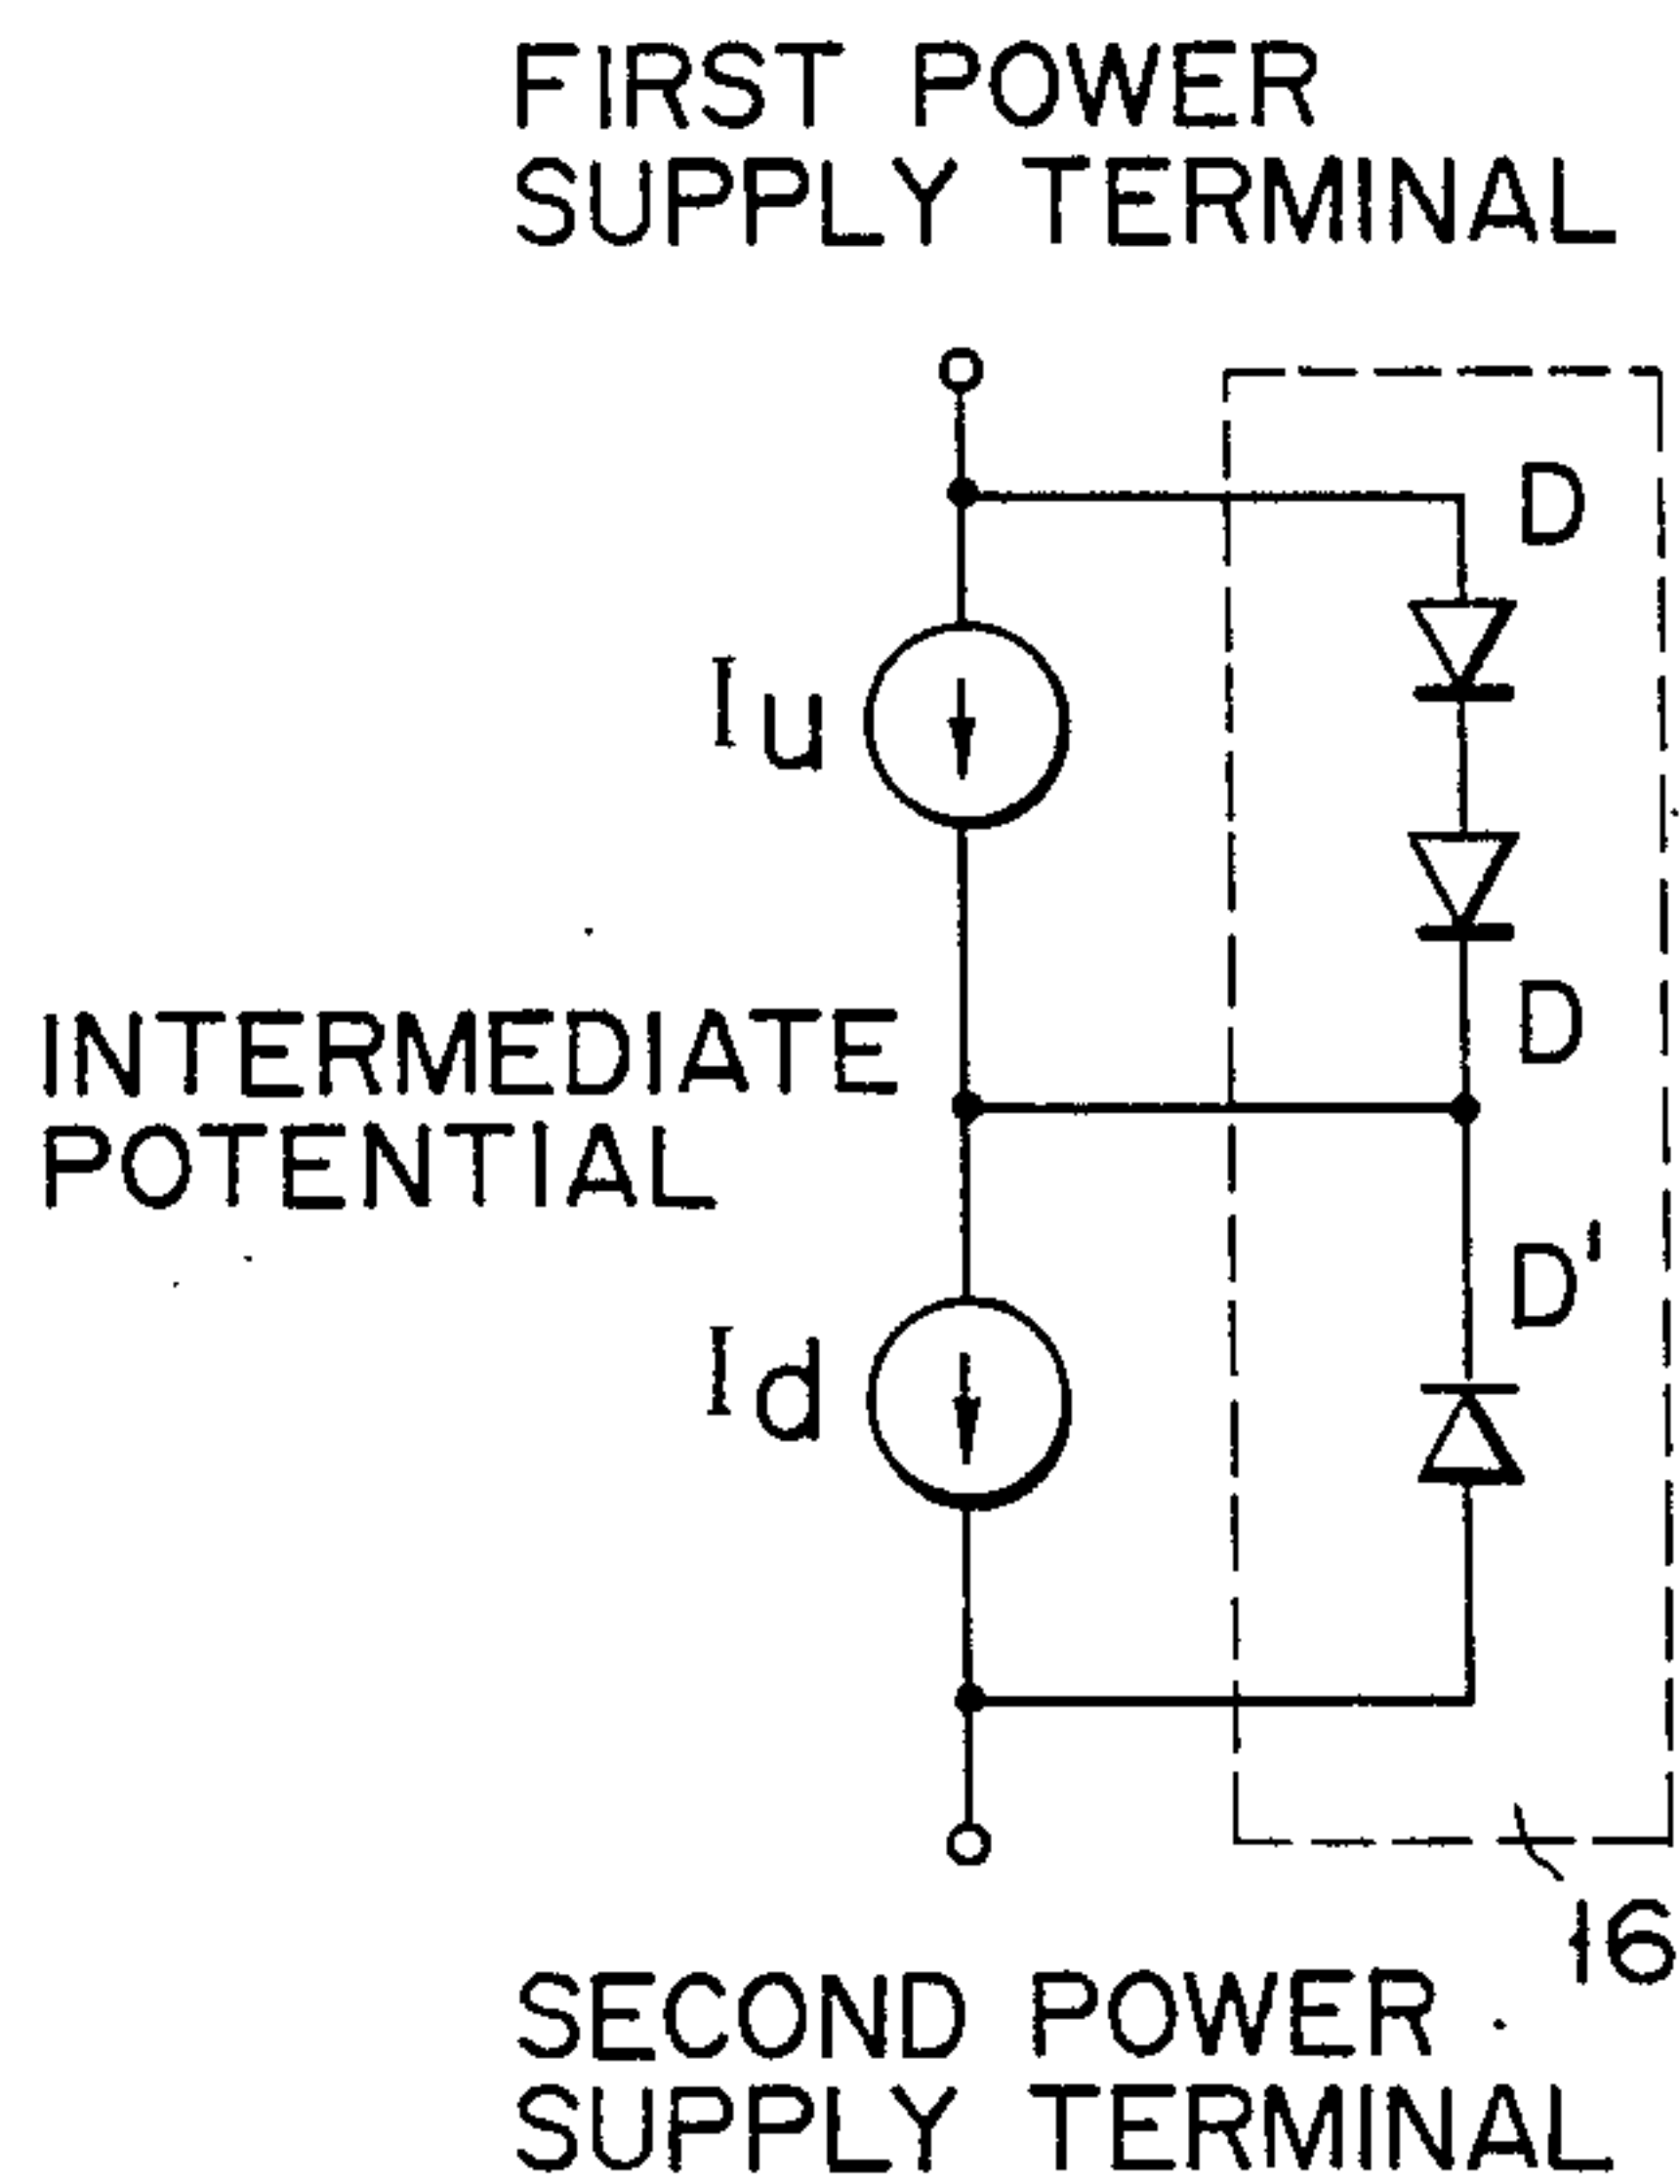 FIRST POWER
SUPPLY TERMINAL
D
Iu
D
INTERMEDIATE
POTENTIAL
D'
Id
16
SECOND POWER
SUPPLY TERMINAL